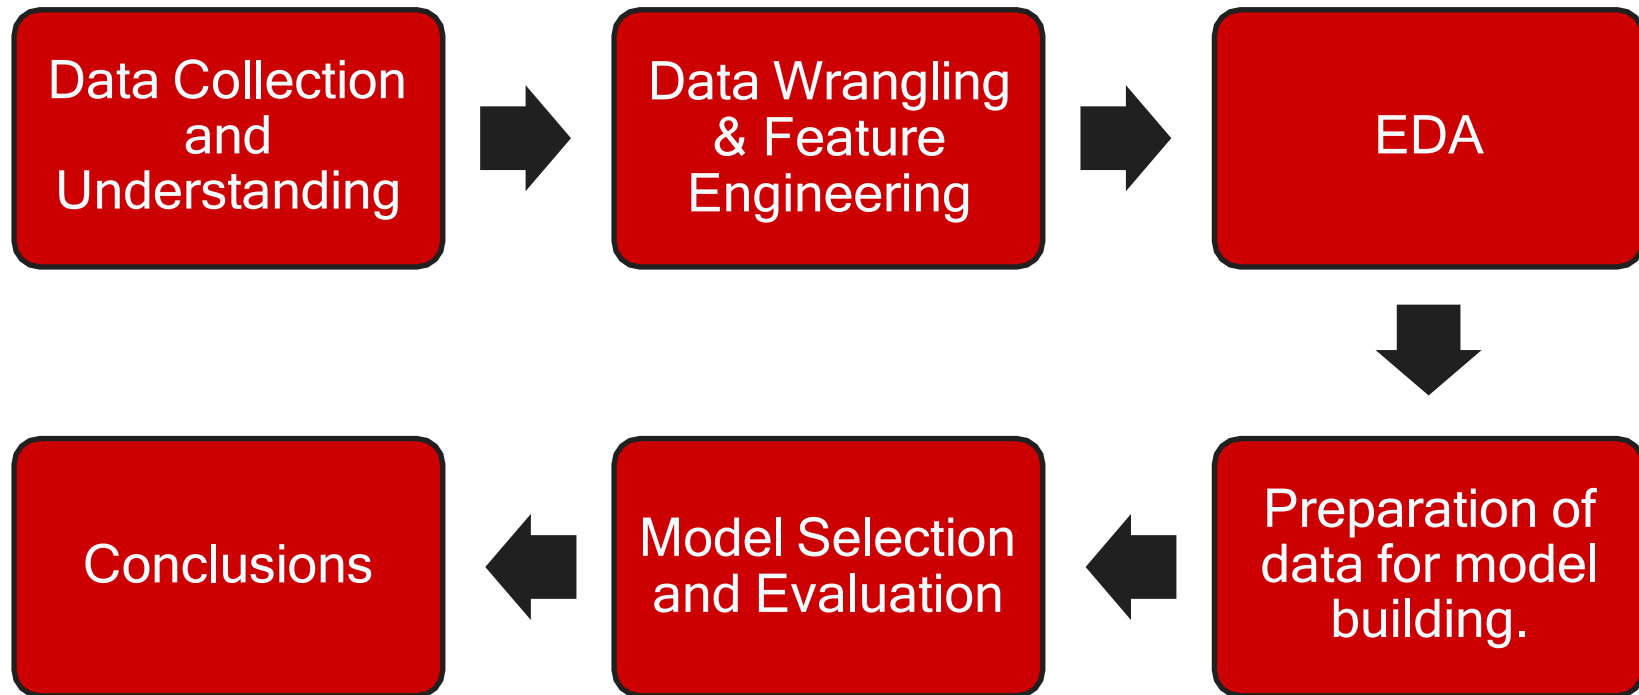 Data Collection
and
Understanding
Data Wrangling
& Feature
Engineering
EDA
Preparation of
data for model
building.
Model Selection
and Evaluation
Conclusions